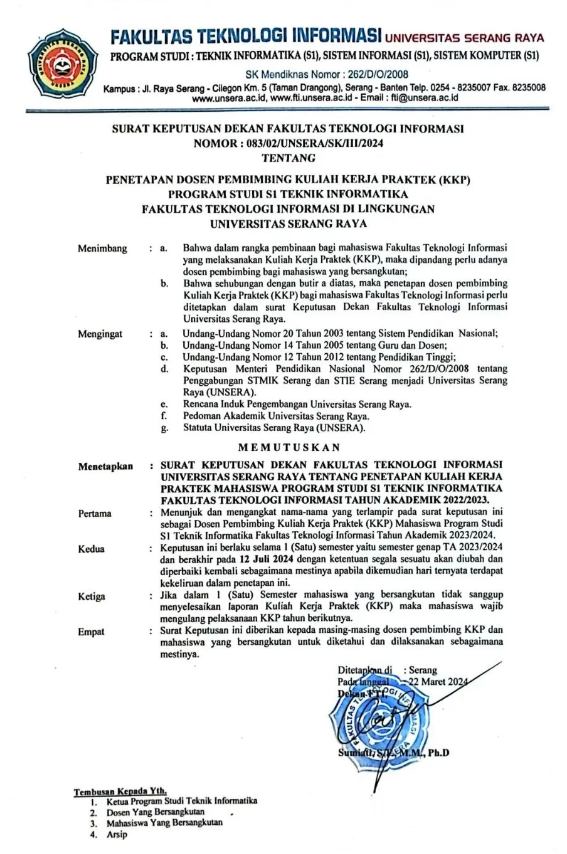 FAKULTAS TEKNOLOGI INFORMASI UNIVERSITAS SERANG RAYA
PROGRAM STUDI : TEKNIK INFORMATIKA (S1), SISTEM INFORMASI (S1), SISTEM KOMPUTER (S1)
SK Mendiknas Nomor : 262/D/O/2008
Kampus : Jl. Raya Serang - Cilegon Km. 5 (Taman Drangong), Serang - Banten Telp. 0254 - 8235007 Fax. 8235008
www.unsera.ac.id, www.fti.unsera.ac.id - Email : fti@unsera.ac.id
SURAT KEPUTUSAN DEKAN FAKULTAS TEKNOLOGI INFORMASI
NOMOR : 083/02/UNSERA/SK/III/2024
TENTANG
PENETAPAN DOSEN PEMBIMBING KULIAH KERJA PRAKTEK (KKP)
PROGRAM STUDI S1 TEKNIK INFORMATIKA
FAKULTAS TEKNOLOGI INFORMASI DI LINGKUNGAN
UNIVERSITAS SERANG RAYA
Menimbang : a. Bahwa dalam rangka pembinaan bagi mahasiswa Fakultas Teknologi Informasi
yang melaksanakan Kuliah Kerja Praktek (KKP), maka dipandang perlu adanya
dosen pembimbing bagi mahasiswa yang bersangkutan;
b. Bahwa sehubungan dengan butir a diatas, maka penetapan dosen pembimbing
Kuliah Kerja Praktek (KKP) bagi mahasiswa Fakultas Teknologi Informasi perlu
ditetapkan dalam surat Keputusan Dekan Fakultas Teknologi Informasi
Universitas Serang Raya.
Mengingat : a. Undang-Undang Nomor 20 Tahun 2003 tentang Sistem Pendidikan Nasional;
b. Undang-Undang Nomor 14 Tahun 2005 tentang Guru dan Dosen;
c. Undang-Undang Nomor 12 Tahun 2012 tentang Pendidikan Tinggi;
d. Keputusan Menteri Pendidikan Nasional Nomor 262/D/O/2008 tentang
Penggabungan STMIK Serang dan STIE Serang menjadi Universitas Serang
Raya (UNSERA).
e. Rencana Induk Pengembangan Universitas Serang Raya.
f. Pedoman Akademik Universitas Serang Raya.
g. Statuta Universitas Serang Raya (UNSERA).
M E M U T U S K A N
Menetapkan : SURAT KEPUTUSAN DEKAN FAKULTAS TEKNOLOGI INFORMASI
UNIVERSITAS SERANG RAYA TENTANG PENETAPAN KULIAH KERJA
PRAKTEK MAHASISWA PROGRAM STUDI S1 TEKNIK INFORMATIKA
FAKULTAS TEKNOLOGI INFORMASI TAHUN AKADEMIK 2022/2023.
Pertama : Menunjuk dan mengangkat nama-nama yang terlampir pada surat keputusan ini
sebagai Dosen Pembimbing Kuliah Kerja Praktek (KKP) Mahasiswa Program Studi
S1 Teknik Informatika Fakultas Teknologi Informasi Tahun Akademik 2023/2024.
Kedua : Keputusan ini berlaku selama 1 (Satu) semester yaitu semester genap TA 2023/2024
dan berakhir pada 12 Juli 2024 dengan ketentuan segala sesuatu akan diubah dan
diperbaiki kembali sebagaimana mestinya apabila dikemudian hari ternyata terdapat
kekeliruan dalam penetapan ini.
Ketiga : Jika dalam 1 (Satu) Semester mahasiswa yang bersangkutan tidak sanggup
menyelesaikan laporan Kuliah Kerja Praktek (KKP) maka mahasiswa wajib
mengulang pelaksanaan KKP tahun berikutnya.
Empat : Surat Keputusan ini diberikan kepada masing-masing dosen pembimbing KKP dan
mahasiswa yang bersangkutan untuk diketahui dan dilaksanakan sebagaimana
mestinya.
Ditetapkan di : Serang
Pada tanggal : 22 Maret 2024
Dekan FTI,
FAKULTAS TEKNOLOGI INFORMASI
Sumiati, S.T., M.M., Ph.D
Tembusan Kepada Yth.
1. Ketua Program Studi Teknik Informatika
2. Dosen Yang Bersangkutan
3. Mahasiswa Yang Bersangkutan
4. Arsip